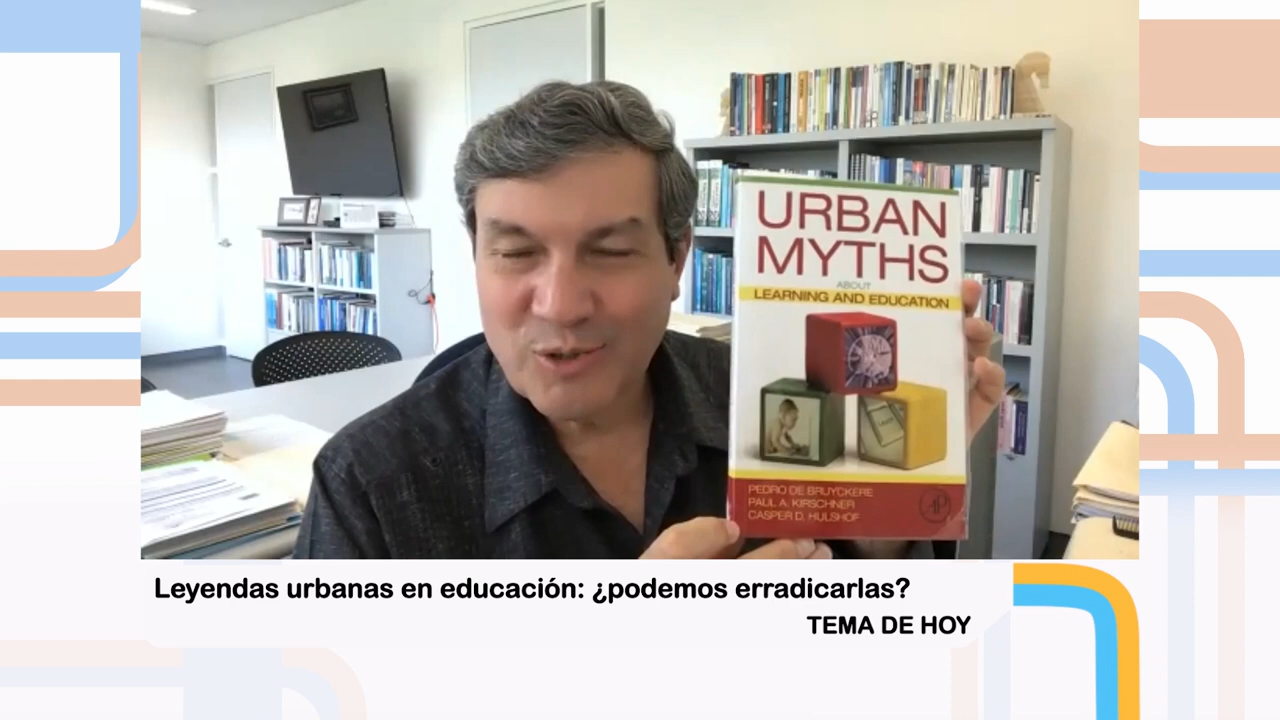 URBAN
MYTHS
ABOUT
LEARNING AND EDUCATION
PEDRO DE BRUYCKERE
PAUL A. KIRSCHNER
CASPER D. HULSHOF
Leyendas urbanas en educación: ¿podemos erradicarlas?
TEMA DE HOY